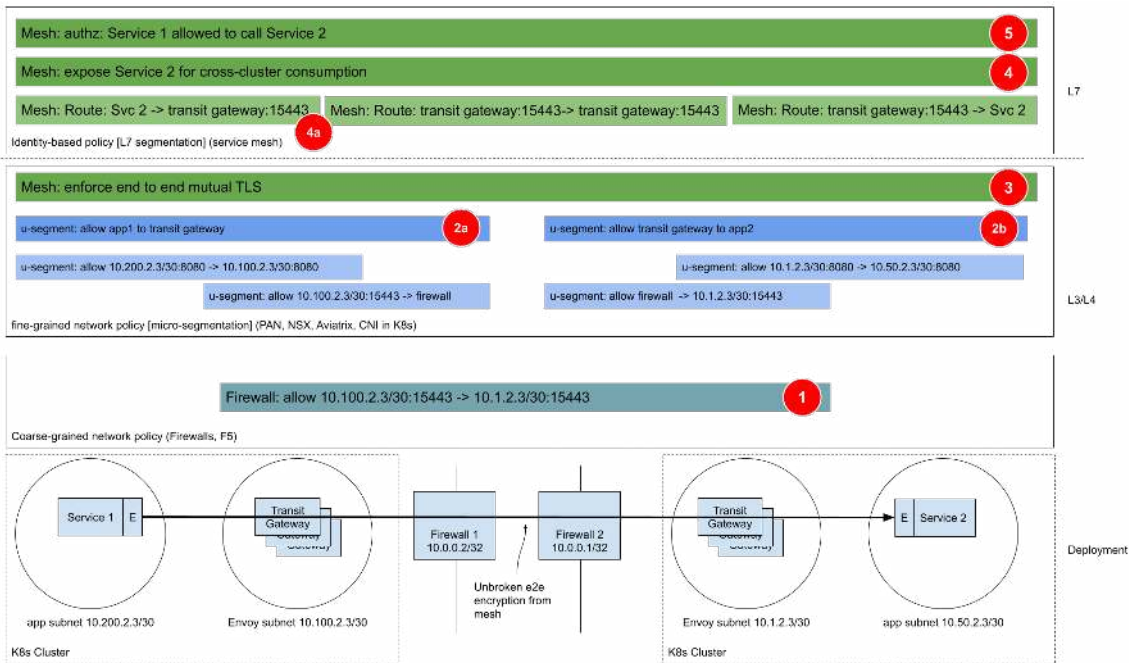 Mesh: authz: Service 1 allowed to call Service 2
5
Mesh: expose Service 2 for cross-cluster consumption
4
L7
Mesh: Route: Svc 2 -> transit gateway:15443
Mesh: Route: transit gateway:15443-> transit gateway:15443
Mesh: Route: transit gateway:15443 -> Svc 2
4a
Identity-based policy [L7 segmentation] (service mesh)
Mesh: enforce end to end mutual TLS
3
u-segment: allow app1 to transit gateway
2a
u-segment: allow transit gateway to app2
2b
u-segment: allow 10.200.2.3/30:8080 -> 10.100.2.3/30:8080
u-segment: allow 10.1.2.3/30:8080 -> 10.50.2.3/30:8080
u-segment: allow 10.100.2.3/30:15443 -> firewall
u-segment: allow firewall -> 10.1.2.3/30:15443
L3/L4
fine-grained network policy [micro-segmentation] (PAN, NSX, Aviatrix, CNI in K8s)
Firewall: allow 10.100.2.3/30:15443 -> 10.1.2.3/30:15443
1
Coarse-grained network policy (Firewalls, F5)
Service 1
E
Transit
Gateway
Gateway
Gateway
Firewall 1
10.0.0.2/32
Firewall 2
10.0.0.1/32
Transit
Gateway
Gateway
Gateway
E
Service 2
Deployment
Unbroken e2e
encryption from
mesh
app subnet 10.200.2.3/30
Envoy subnet 10.100.2.3/30
Envoy subnet 10.1.2.3/30
app subnet 10.50.2.3/30
K8s Cluster
K8s Cluster